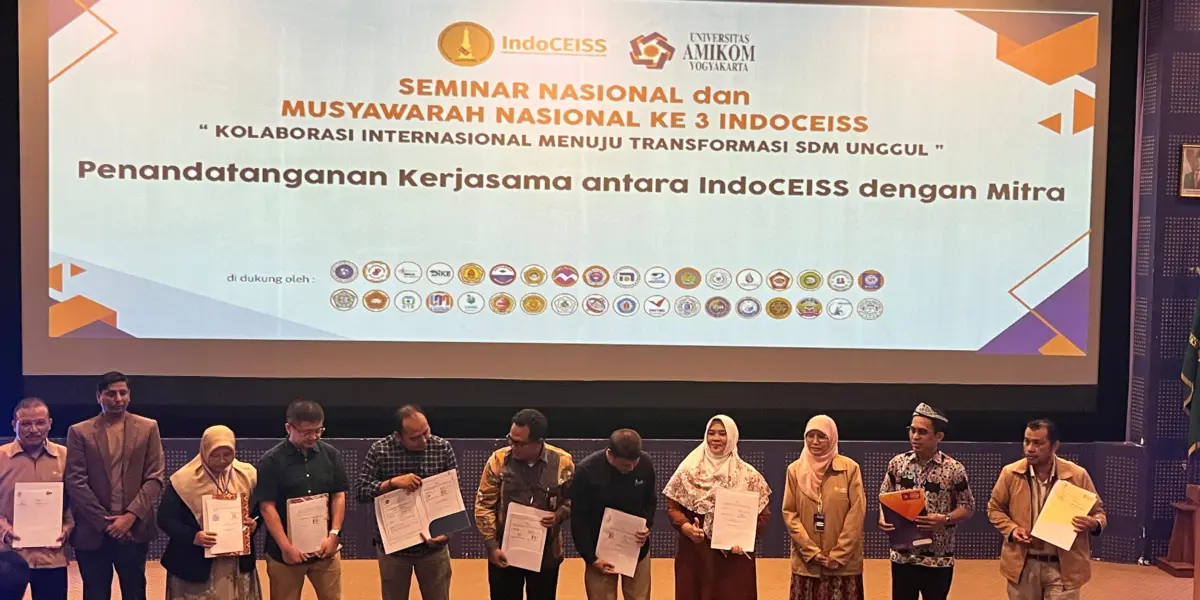 IndoCEISS
UNIVERSITAS
AMIKOM
YOGYAKARTA
SEMINAR NASIONAL dan
MUSYAWARAH NASIONAL KE 3 INDOCEISS
“ KOLABORASI INTERNASIONAL MENUJU TRANSFORMASI SDM UNGGUL ”
Penandatanganan Kerjasama antara IndoCEISS dengan Mitra
di dukung oleh :